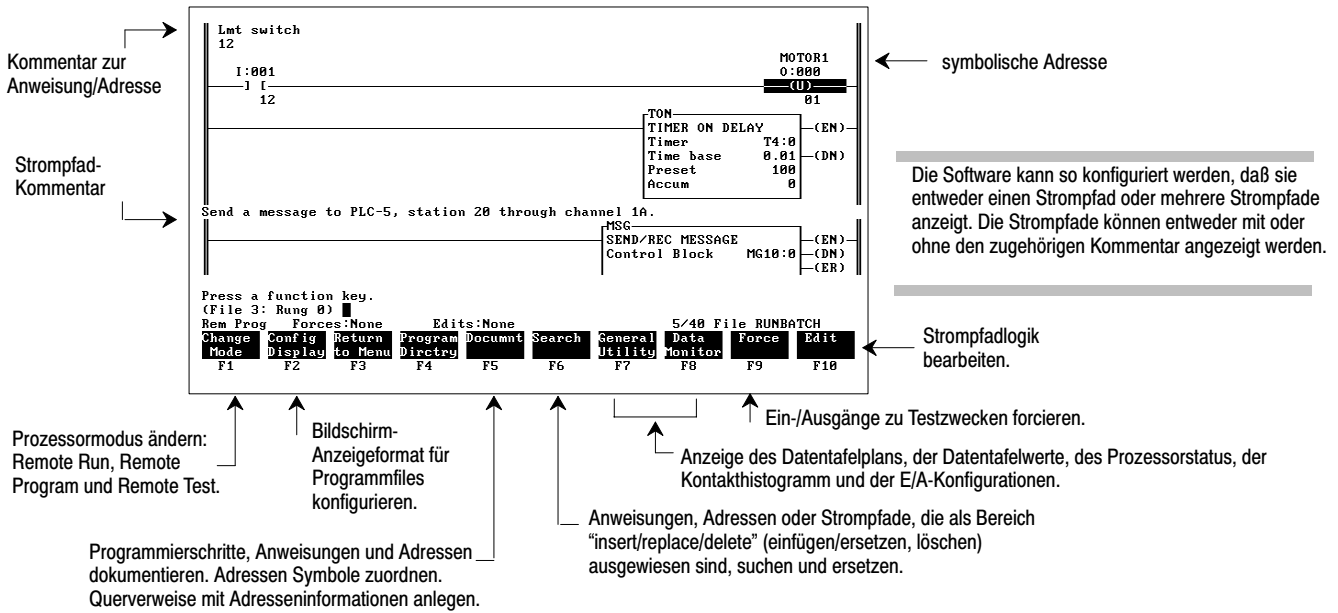 Lmt switch
12
Kommentar zur
Anweisung/Adresse
MOTOR1
symbolische Adresse
I:001
O:000
] [
(U)
12
01
TON
TIMER ON DELAY
(EN)
Timer T4:0
Time base 0.01
(DN)
Preset 100
Accum 0
Strompfad-
Kommentar
Die Software kann so konfiguriert werden, daß sie
entweder einen Strompfad oder mehrere Strompfade
anzeigt. Die Strompfade können entweder mit oder
ohne den zugehörigen Kommentar angezeigt werden.
Send a message to PLC-5, station 20 through channel 1A.
MSG
SEND/REC MESSAGE
(EN)
Control Block MG10:0
(DN)
(ER)
Press a function key.
(File 3: Rung 0)
Rem Prog Forces:None Edits:None 5/40 File RUNBATCH
Change Config Return Program Documnt Search General Data Force Edit
Mode Display to Menu Dirctry Utility Monitor
F1 F2 F3 F4 F5 F6 F7 F8 F9 F10
Strompfadlogik
bearbeiten.
Ein-/Ausgänge zu Testzwecken forcieren.
Prozessormodus ändern:
Remote Run, Remote
Program und Remote Test.
Bildschirm-
Anzeigeformat für
Programmfiles
konfigurieren.
Anzeige des Datentafelplans, der Datentafelwerte, des Prozessorstatus, der
Kontakthistogramm und der E/A-Konfigurationen.
Anweisungen, Adressen oder Strompfade, die als Bereich
“insert/replace/delete” (einfügen/ersetzen, löschen)
ausgewiesen sind, suchen und ersetzen.
Programmierschritte, Anweisungen und Adressen
dokumentieren. Adressen Symbole zuordnen.
Querverweise mit Adresseninformationen anlegen.